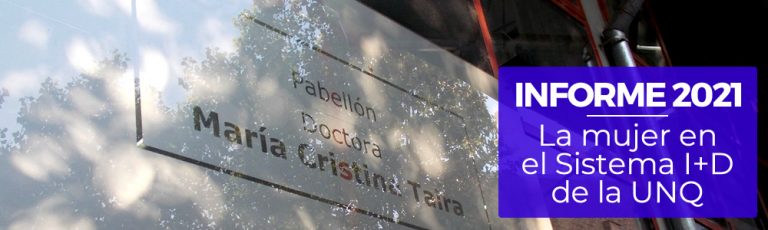 Pabellón
Doctora
María Cristina Taira
INFORME 2021
La mujer en
el Sistema I+D
de la UNQ